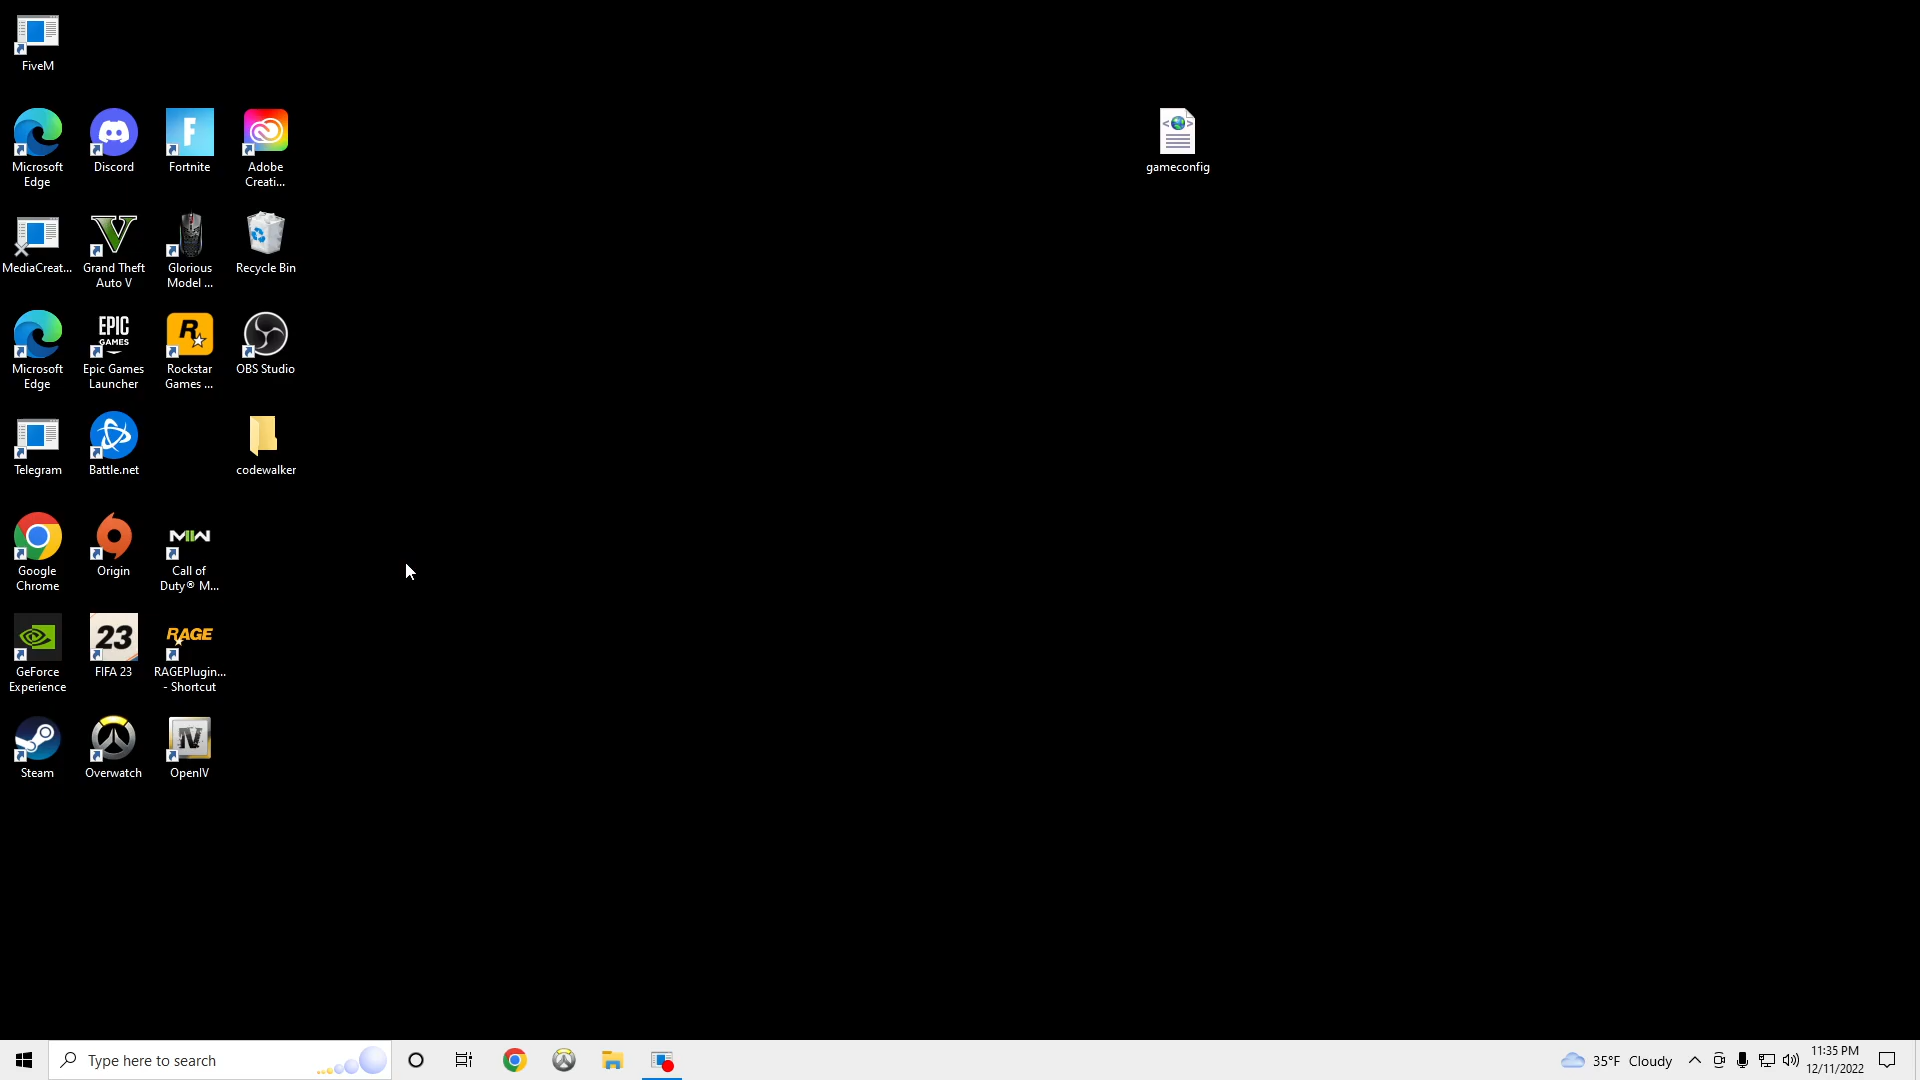 FiveM
Microsoft
Edge
Discord
Fortnite
Adobe
Creati...
gameconfig
MediaCreat...
Grand Theft
Auto V
Glorious
Model ...
Recycle Bin
Microsoft
Edge
EPIC
GAMES
Epic Games
Launcher
Rockstar
Games ...
OBS Studio
Telegram
Battle.net
codewalker
Google
Chrome
Origin
MW
Call of
Duty® M...
GeForce
Experience
23
FIFA 23
RAGE
RAGEPlugin...
- Shortcut
Steam
Overwatch
IV
OpenIV
Type here to search
35°F Cloudy
11:35 PM
12/11/2022